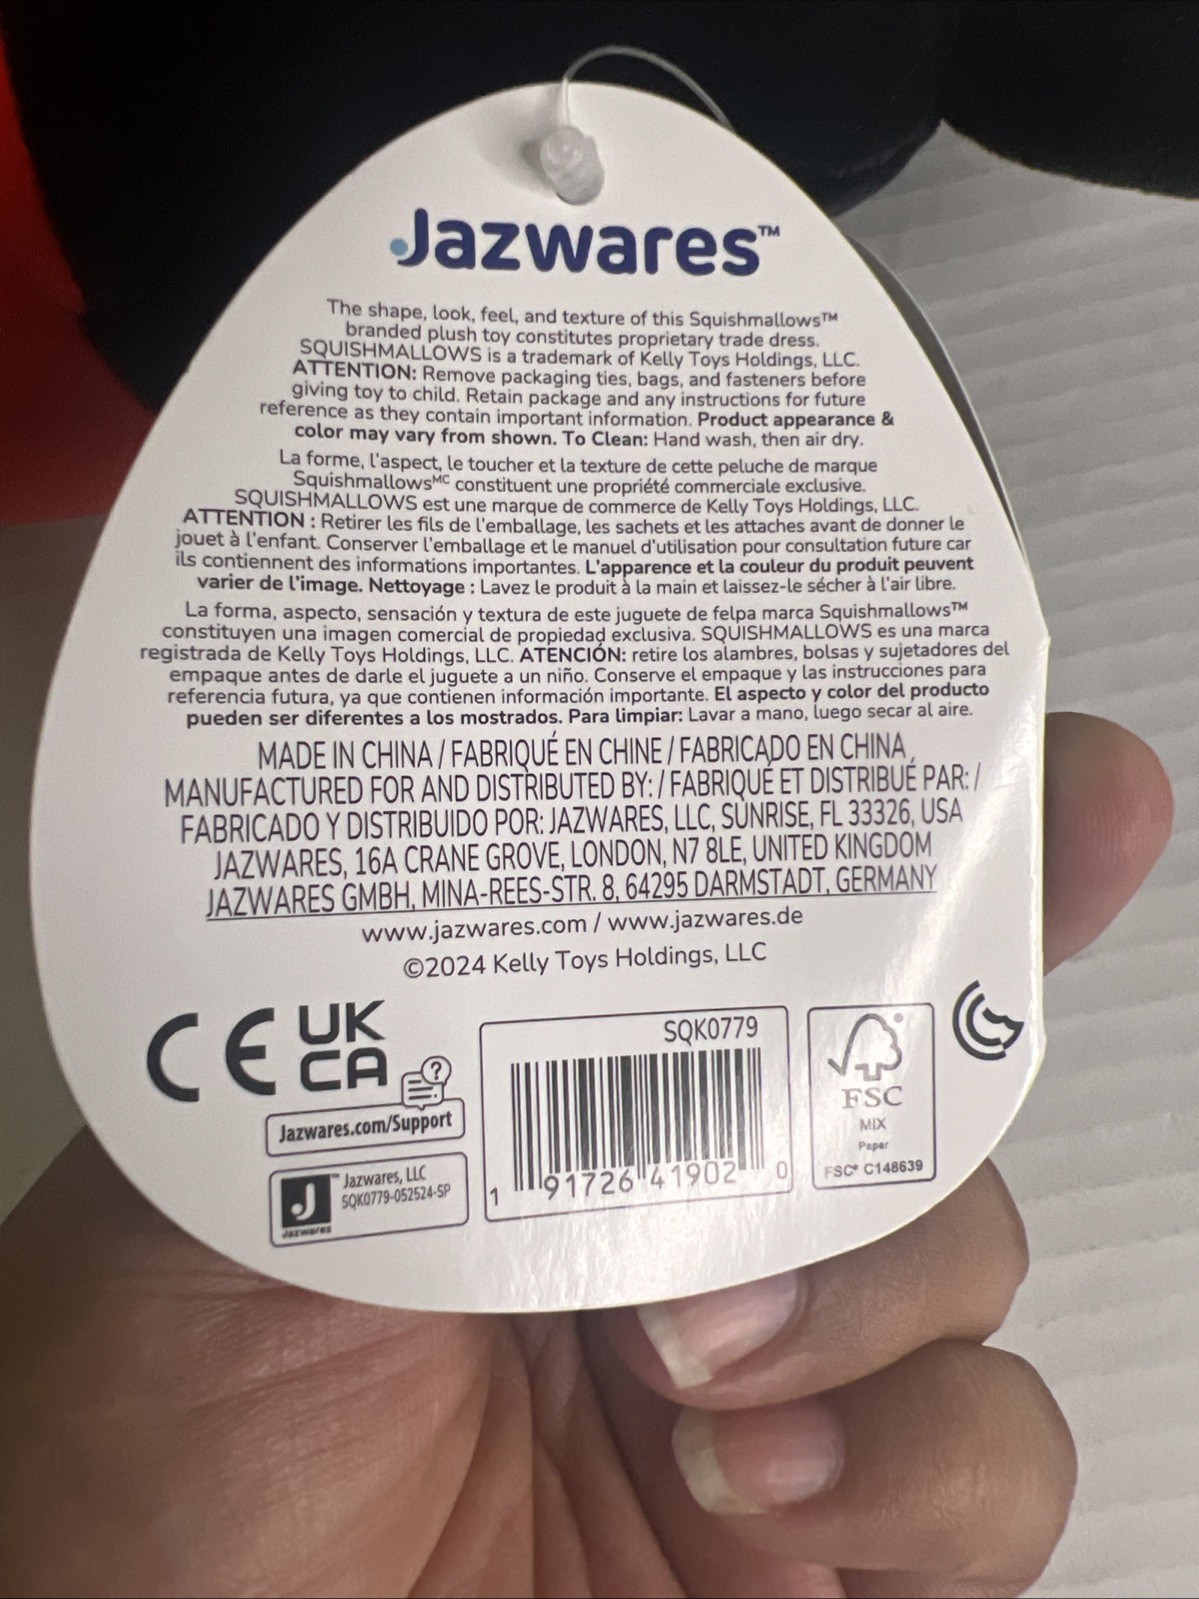 Jazwares™
The shape, look, feel, and texture of this Squishmallows™
branded plush toy constitutes proprietary trade dress.
SQUISHMALLOWS is a trademark of Kelly Toys Holdings, LLC.
ATTENTION: Remove packaging ties, bags, and fasteners before
giving toy to child. Retain package and any instructions for future
reference as they contain important information. Product appearance &
color may vary from shown. To Clean: Hand wash, then air dry.
La forme, l'aspect, le toucher et la texture de cette peluche de marque
Squishmallowsᴹᶜ constituent une propriété commerciale exclusive.
SQUISHMALLOWS est une marque de commerce de Kelly Toys Holdings, LLC.
ATTENTION : Retirer les fils de l'emballage, les sachets et les attaches avant de donner le
jouet à l'enfant. Conserver l'emballage et le manuel d'utilisation pour consultation future car
ils contiennent des informations importantes. L'apparence et la couleur du produit peuvent
varier de l'image. Nettoyage : Lavez le produit à la main et laissez-le sécher à l'air libre.
La forma, aspecto, sensación y textura de este juguete de felpa marca Squishmallows™
constituyen una imagen comercial de propiedad exclusiva. SQUISHMALLOWS es una marca
registrada de Kelly Toys Holdings, LLC. ATENCIÓN: retire los alambres, bolsas y sujetadores del
empaque antes de darle el juguete a un niño. Conserve el empaque y las instrucciones para
referencia futura, ya que contienen información importante. El aspecto y color del producto
pueden ser diferentes a los mostrados. Para limpiar: Lavar a mano, luego secar al aire.
MADE IN CHINA / FABRIQUÉ EN CHINE / FABRICADO EN CHINA
MANUFACTURED FOR AND DISTRIBUTED BY: / FABRIQUÉ ET DISTRIBUÉ PAR: /
FABRICADO Y DISTRIBUIDO POR: JAZWARES, LLC, SUNRISE, FL 33326, USA
JAZWARES, 16A CRANE GROVE, LONDON, N7 8LE, UNITED KINGDOM
JAZWARES GMBH, MINA-REES-STR. 8, 64295 DARMSTADT, GERMANY
www.jazwares.com / www.jazwares.de
©2024 Kelly Toys Holdings, LLC
CE
UK
CA
?
Jazwares.com/Support
J™
Jazwares
Jazwares, LLC
SQK0779-052524-SP
SQK0779
1 91726 41902 0
FSC®
MIX
Paper
FSC® C148639